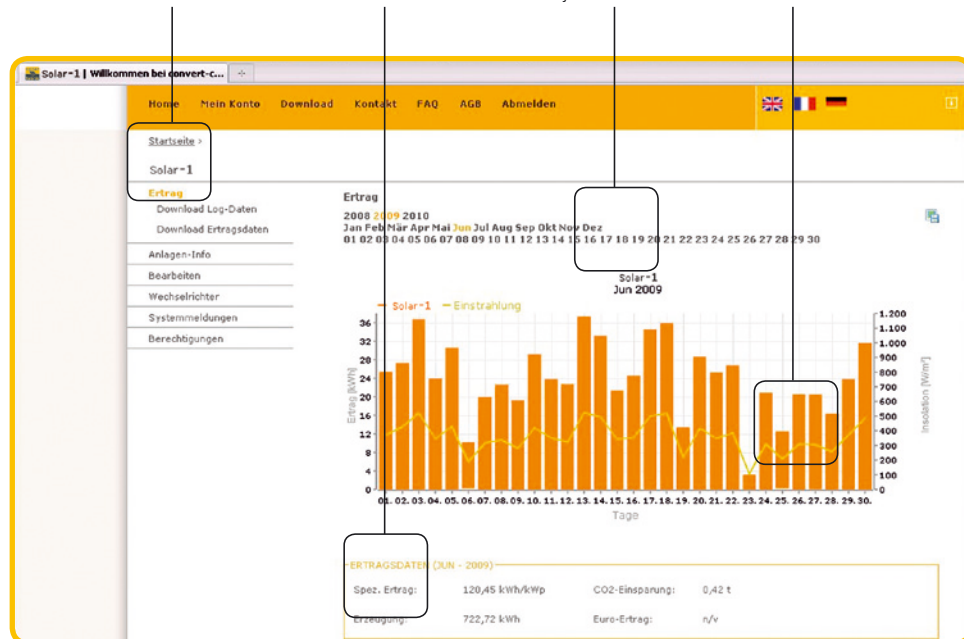 Solar-1 | Willkommen bei convert-c...
Home Mein Konto Download Kontakt FAQ AGB Abmelden
Startseite >
Solar-1
Ertrag
Download Log-Daten
Download Ertragsdaten
Anlagen-Info
Bearbeiten
Wechselrichter
Systemmeldungen
Berechtigungen
Ertrag
2008 2009 2010
Jan Feb Mär Apr Mai Jun Jul Aug Sep Okt Nov Dez
01 02 03 04 05 06 07 08 09 10 11 12 13 14 15 16 17 18 19 20 21 22 23 24 25 26 27 28 29 30
Solar-1
Jun 2009
Solar-1 Einstrahlung
36
32
28
24
20
16
12
8
4
0
Ertrag [kWh]
1.200
1.100
1.000
900
800
700
600
500
400
300
200
100
0
Insolation [W/m²]
01. 02. 03. 04. 05. 06. 07. 08. 09. 10. 11. 12. 13. 14. 15. 16. 17. 18. 19. 20. 21. 22. 23. 24. 25. 26. 27. 28. 29. 30.
Tage
ERTRAGSDATEN (JUN - 2009)
Spez. Ertrag: 120,45 kWh/kWp CO2-Einsparung: 0,42 t
Erzeugung: 722,72 kWh Euro-Ertrag: n/v